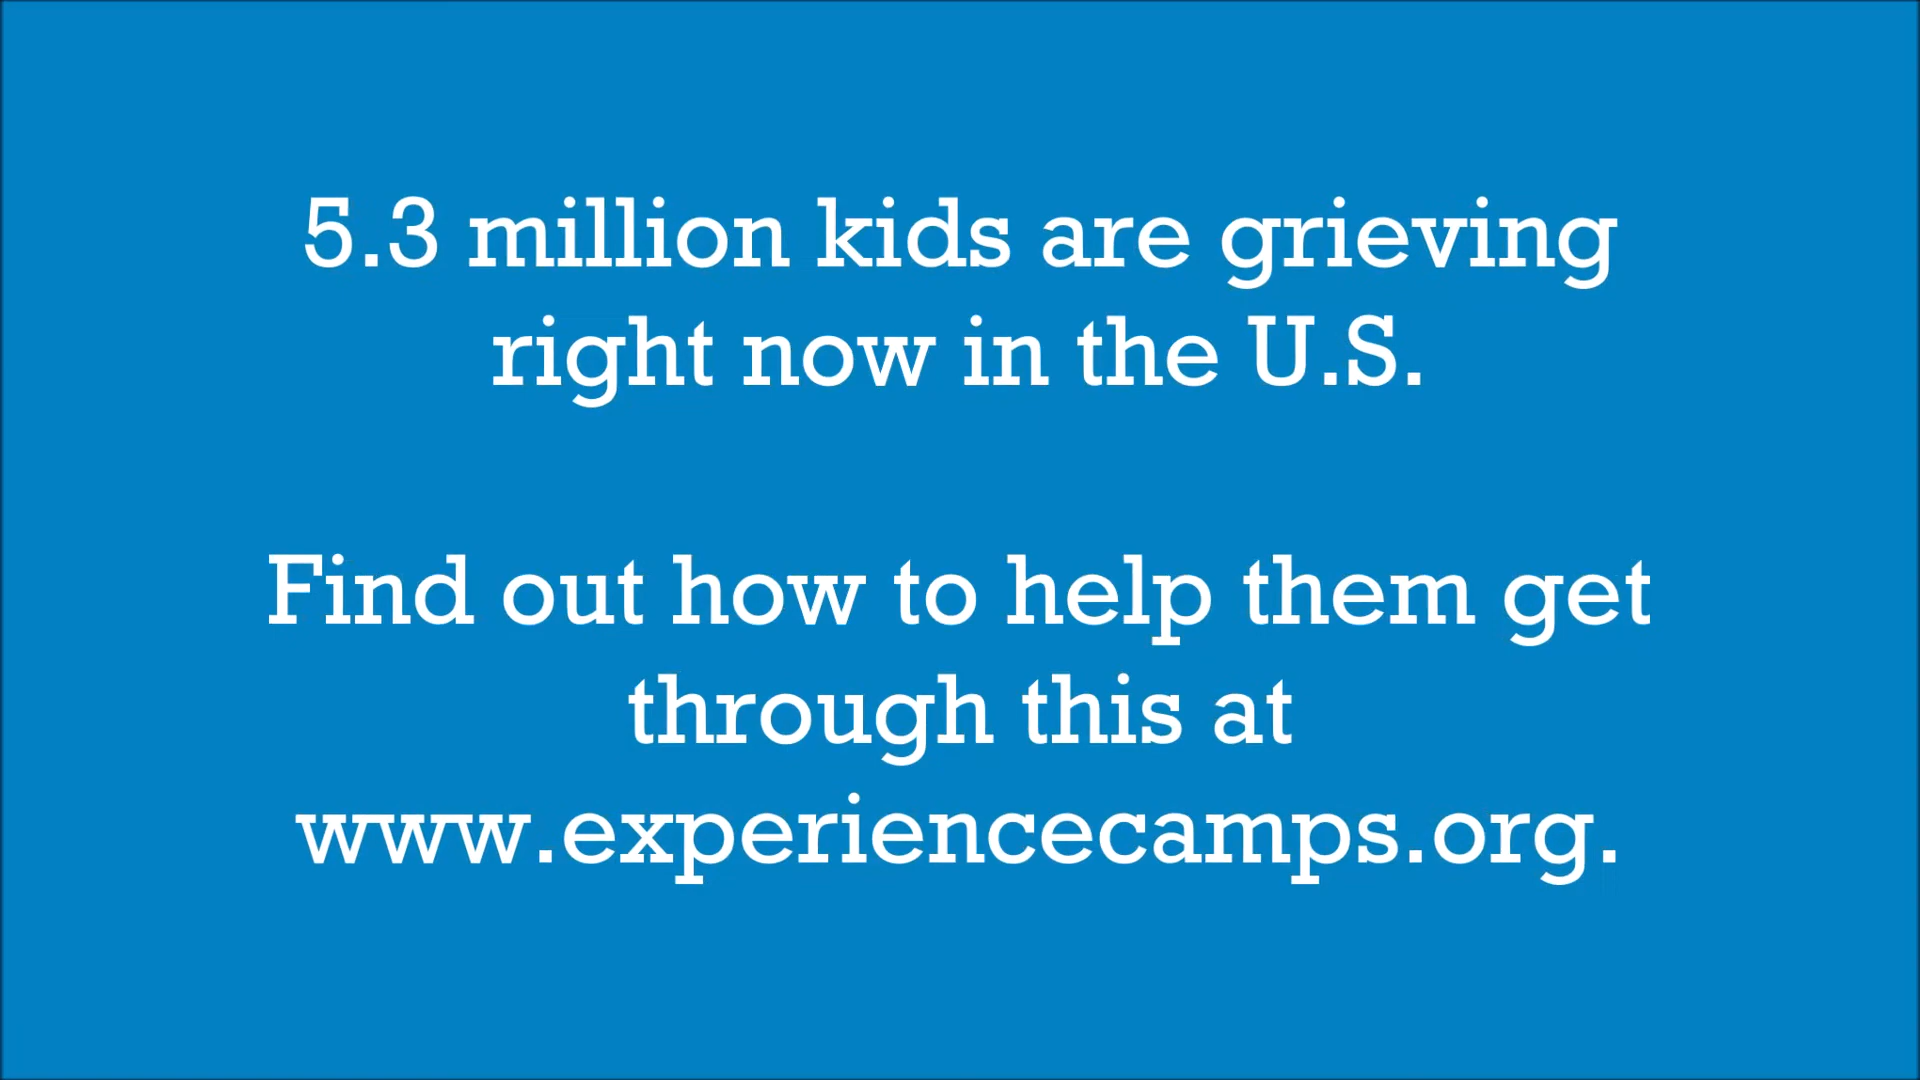 5.3 million kids are grieving
right now in the U.S.
Find out how to help them get
through this at
www.experiencecamps.org.